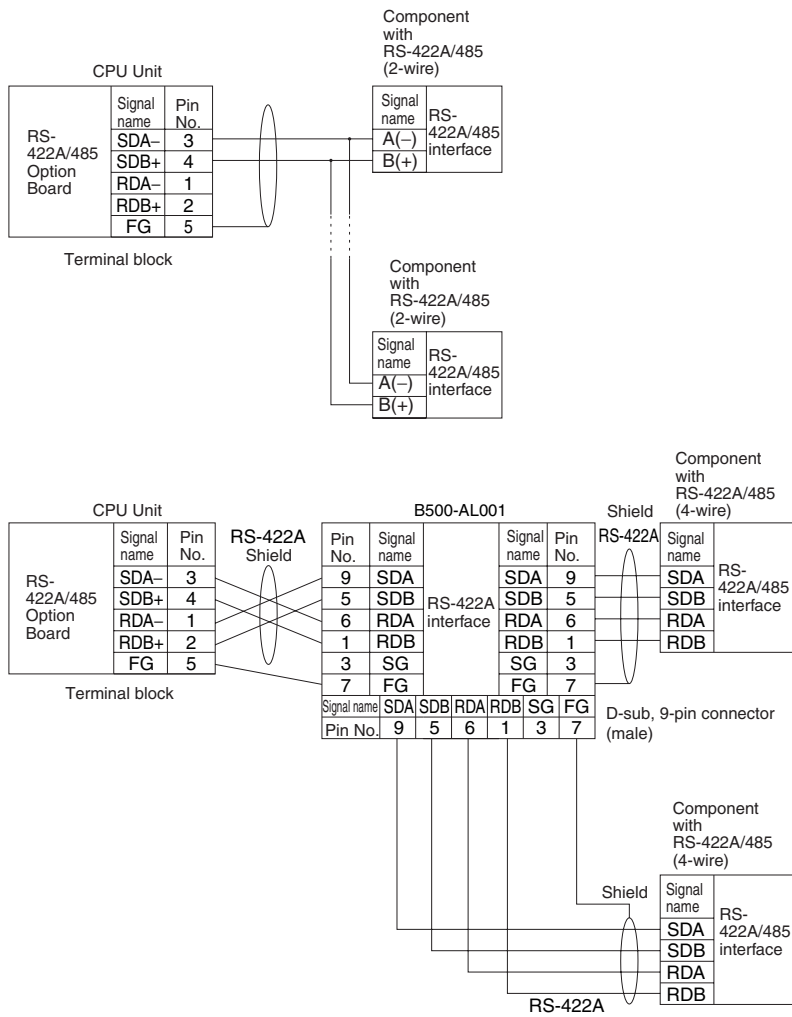 Component
with
RS-422A/485
(2-wire)
CPU Unit
RS-
422A/485
Option
Board
Signal
name
Pin
No.
SDA− 3
SDB+ 4
RDA− 1
RDB+ 2
FG 5
Terminal block
Signal
name
A(−)
B(+)
RS-
422A/485
interface
Component
with
RS-422A/485
(2-wire)
Signal
name
A(−)
B(+)
RS-
422A/485
interface
CPU Unit
RS-
422A/485
Option
Board
Signal
name
Pin
No.
SDA− 3
SDB+ 4
RDA− 1
RDB+ 2
FG 5
Terminal block
RS-422A
Shield
B500-AL001
Pin
No.
Signal
name
9 SDA
5 SDB
6 RDA
1 RDB
3 SG
7 FG
RS-422A
interface
Signal
name
Pin
No.
SDA 9
SDB 5
RDA 6
RDB 1
SG 3
FG 7
Signal name SDA SDB RDA RDB SG FG
Pin No. 9 5 6 1 3 7
D-sub, 9-pin connector
(male)
Shield
RS-422A
Component
with
RS-422A/485
(4-wire)
Signal
name
SDA
SDB
RDA
RDB
RS-
422A/485
interface
Component
with
RS-422A/485
(4-wire)
Shield
Signal
name
SDA
SDB
RDA
RDB
RS-
422A/485
interface
RS-422A